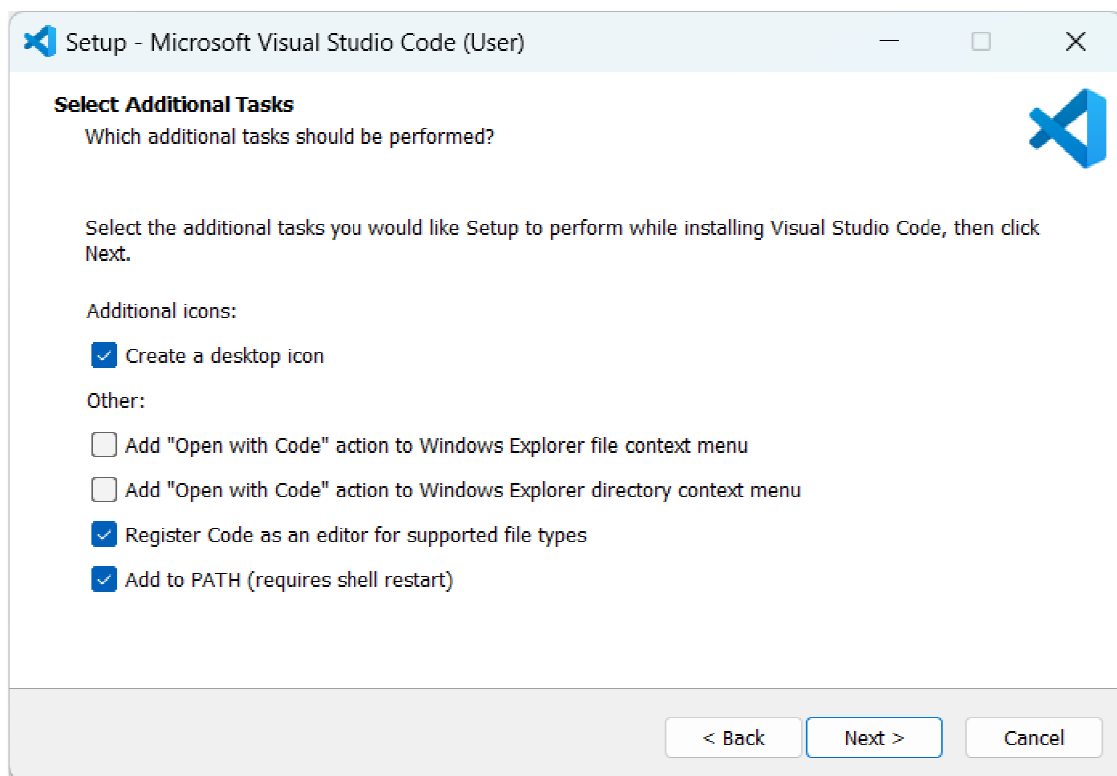 Setup - Microsoft Visual Studio Code (User)
Select Additional Tasks
Which additional tasks should be performed?
Select the additional tasks you would like Setup to perform while installing Visual Studio Code, then click
Next.
Additional icons:
Create a desktop icon
Other:
Add "Open with Code" action to Windows Explorer file context menu
Add "Open with Code" action to Windows Explorer directory context menu
Register Code as an editor for supported file types
Add to PATH (requires shell restart)
< Back Next > Cancel